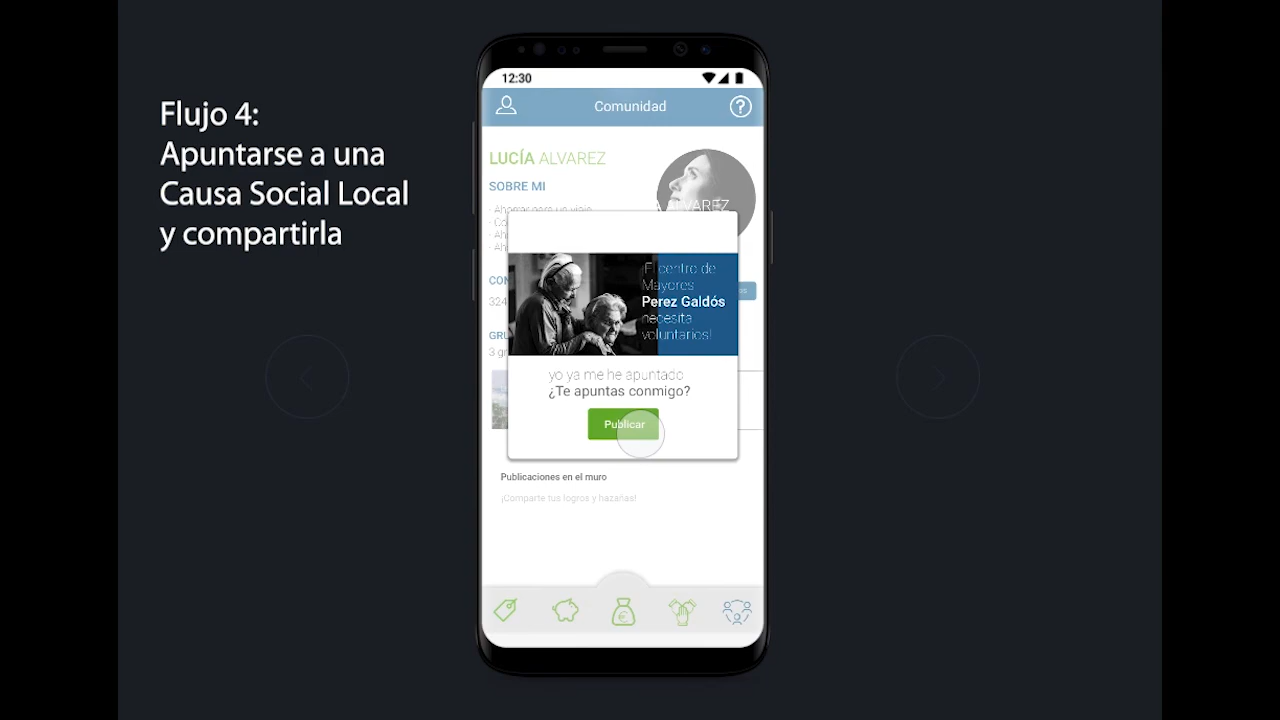 Flujo 4:
Apuntarse a una
Causa Social Local
y compartirla
12:30
Comunidad
LUCÍA ALVAREZ
SOBRE MI
ALVAREZ
¡El centro de
Mayores
Perez Galdós
necesita
voluntarios!
yo ya me he apuntado
¿Te apuntas conmigo?
Publicar
Publicaciones en el muro
¡Comparte tus logros y hazañas!